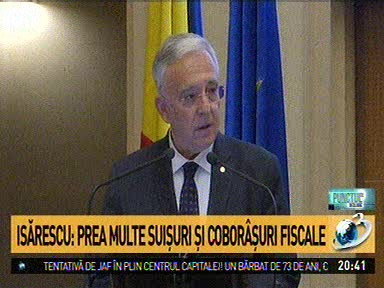 PUNCTUL
ISĂRESCU: PREA MULTE SUIȘURI ȘI COBORÂȘURI FISCALE
TENTATIVĂ DE JAF ÎN PLIN CENTRUL CAPITALEI! UN BĂRBAT DE 73 DE ANI, C
20:41